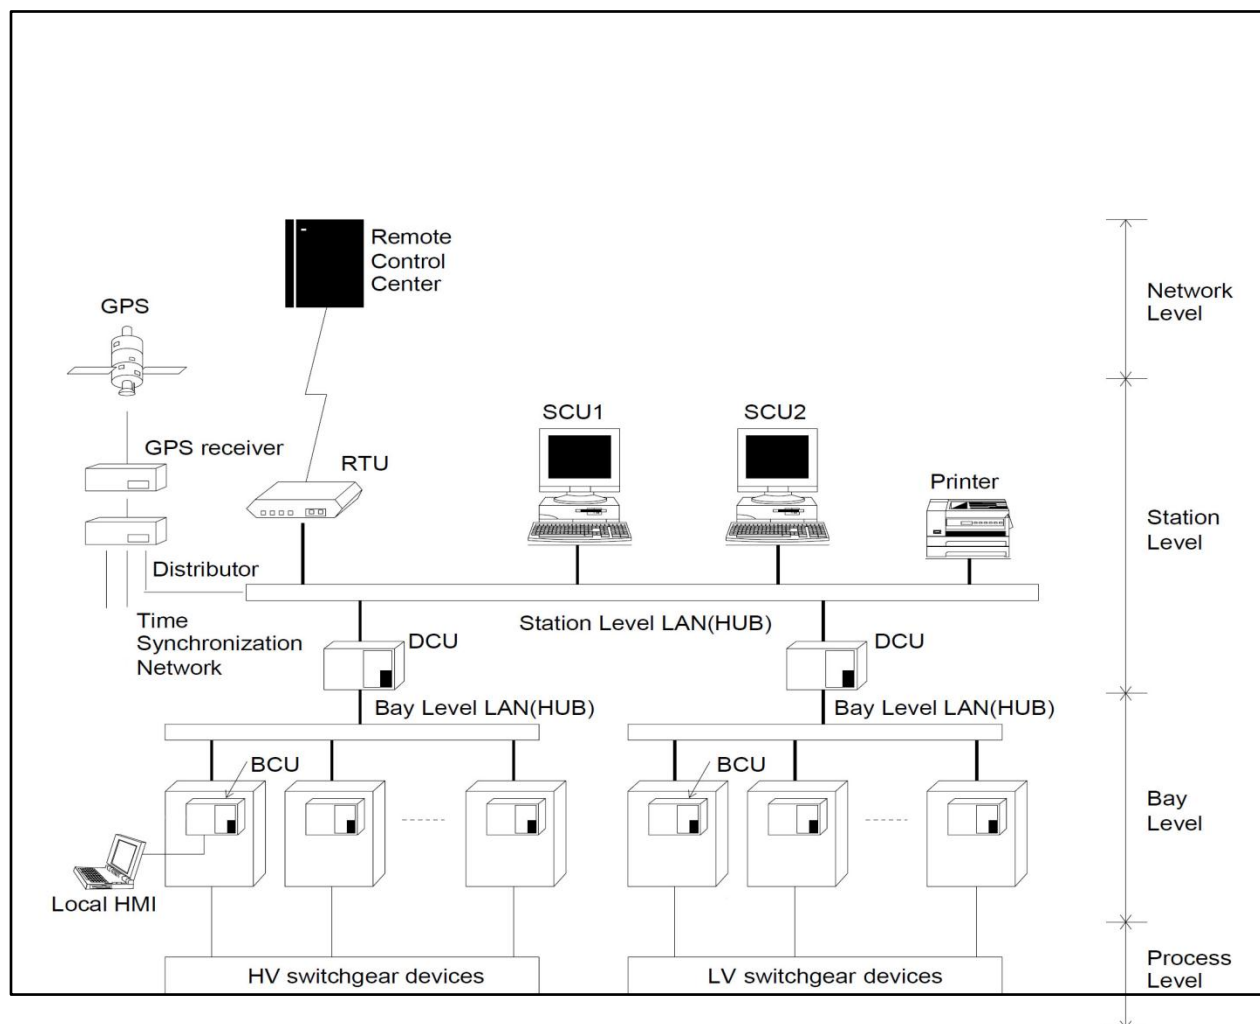 Remote
Control
Center
Network
Level
GPS
SCU1
SCU2
GPS receiver
RTU
Printer
Station
Level
Distributor
Time
Synchronization
Network
Station Level LAN(HUB)
DCU
DCU
Bay Level LAN(HUB)
Bay Level LAN(HUB)
BCU
BCU
Bay
Level
Local HMI
HV switchgear devices
LV switchgear devices
Process
Level